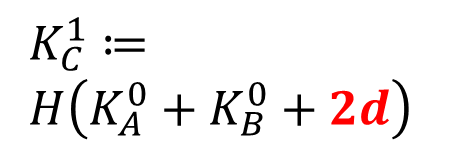 K_C^1 ≔
H(K_A^0 + K_B^0 + 2d)